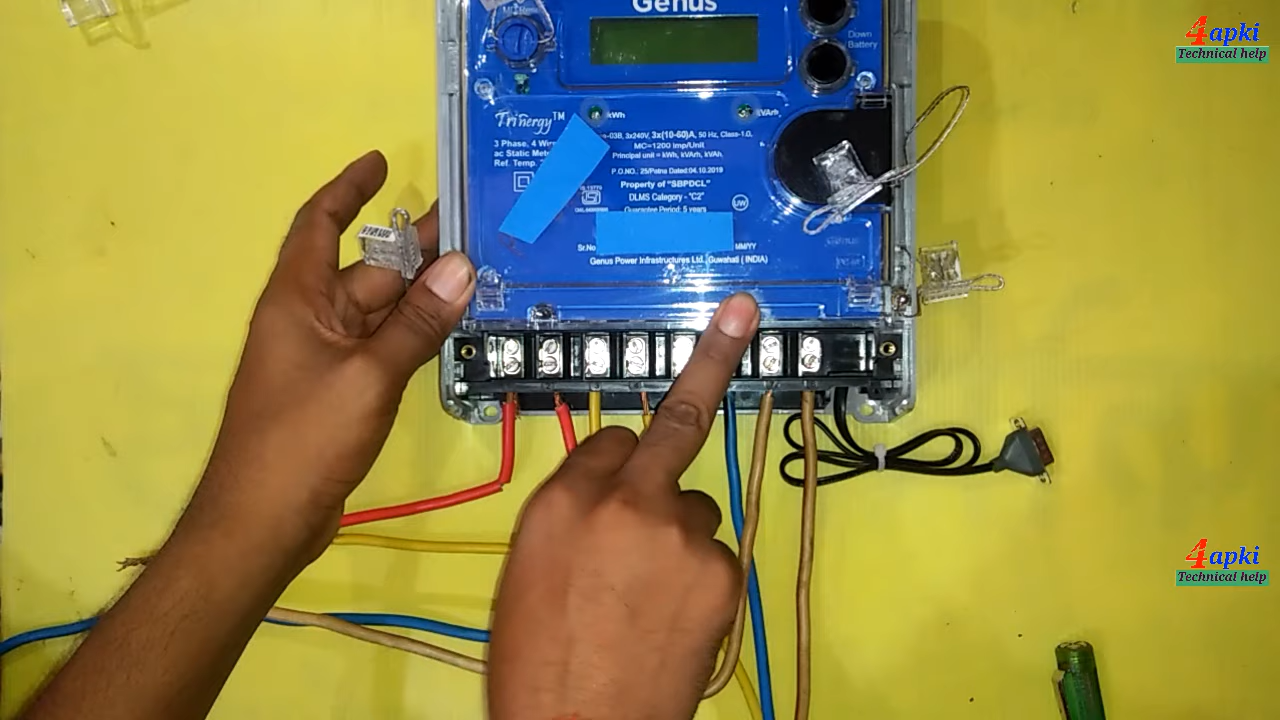 Genus
4apki
Technical help
Down
Battery
kWh
kVArh
Trinergy™
-03B, 3x240V, 3x(10-60)A, 50 Hz, Class-1.0,
MC=1200 imp/Unit
Principal unit = kWh, kVArh, kVAh
3 Phase, 4
ac Static
Ref. Temp.
P.O.NO.: 25/Patna Dated:04.10.2019
Property of "SBPDCL"
DLMS Category - "C2"
Guarantee Period: 5 years
UW
Sr.No
MM/YY
Genus Power Infrastructures Ltd., Guwahati ( INDIA)
Genus
4apki
Technical help